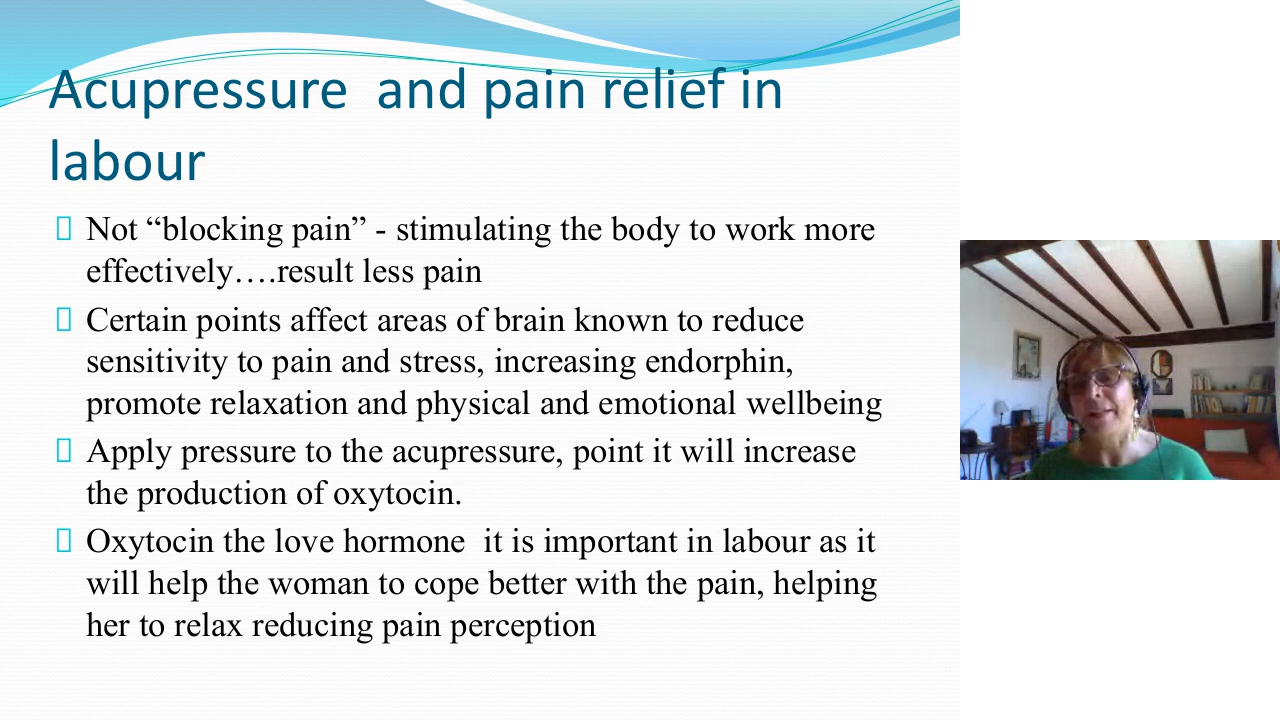 Acupressure  and pain relief in
labour
Not “blocking pain” - stimulating the body to work more
effectively….result less pain
Certain points affect areas of brain known to reduce
sensitivity to pain and stress, increasing endorphin,
promote relaxation and physical and emotional wellbeing
Apply pressure to the acupressure, point it will increase
the production of oxytocin.
Oxytocin the love hormone  it is important in labour as it
will help the woman to cope better with the pain, helping
her to relax reducing pain perception